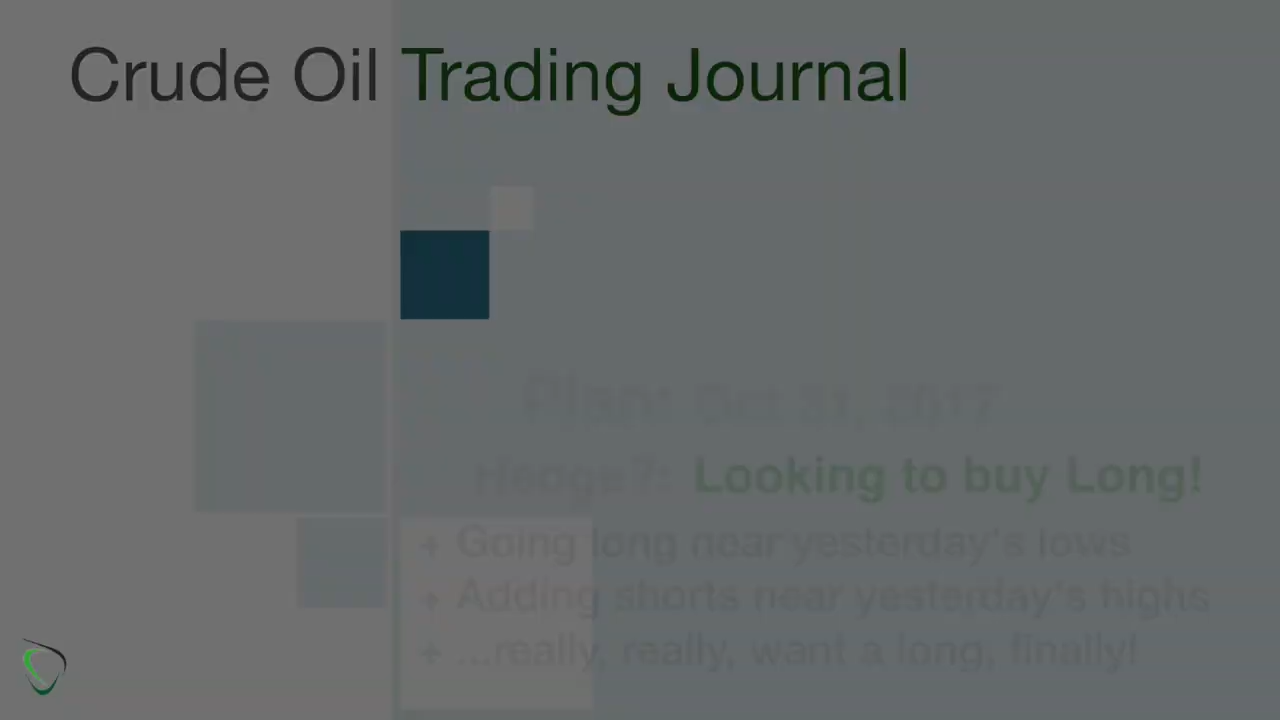 Crude Oil Trading Journal
Plan: Oct 31, 2017
Hedge?: Looking to buy Long!
+ Going long near yesterday's lows
+ Adding shorts near yesterday's highs
+ ...really, really, want a long, finally!